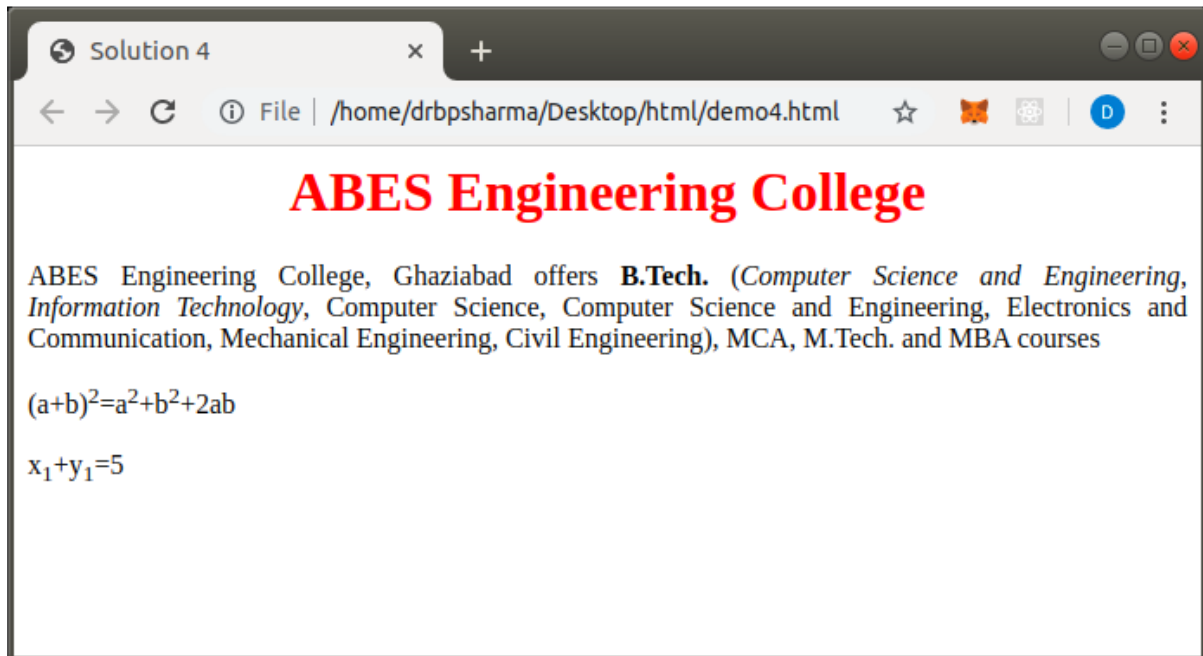 Solution 4
File | /home/drbpsharma/Desktop/html/demo4.html
D
ABES Engineering College
ABES Engineering College, Ghaziabad offers B.Tech. (Computer Science and Engineering,
Information Technology, Computer Science, Computer Science and Engineering, Electronics and
Communication, Mechanical Engineering, Civil Engineering), MCA, M.Tech. and MBA courses
(a+b)²=a²+b²+2ab
x₁+y₁=5